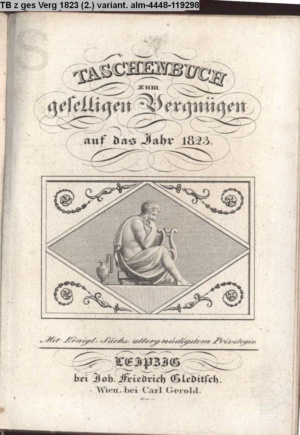 TB z ges Verg 1823 (2.) variant. alm-4448-119298
TASCHENBUCH
zum
geselligen Vergnügen
auf das Jahr 1823.
Mit Königl. Sächs. allergnädigstem Privilegio.
LEIPZIG
bei Joh. Friedrich Gleditsch.
Wien, bei Carl Gerold.